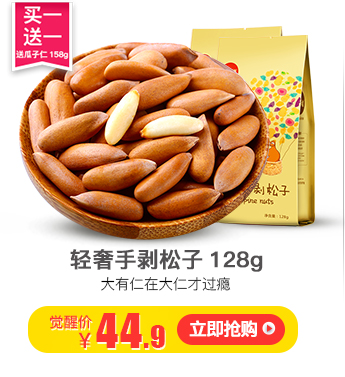 买一
送一
送瓜子仁 158g
剥松子
pine nuts
轻奢手剥松子 128g
大有仁在大仁才过瘾
觉醒价
¥44.9
立即抢购